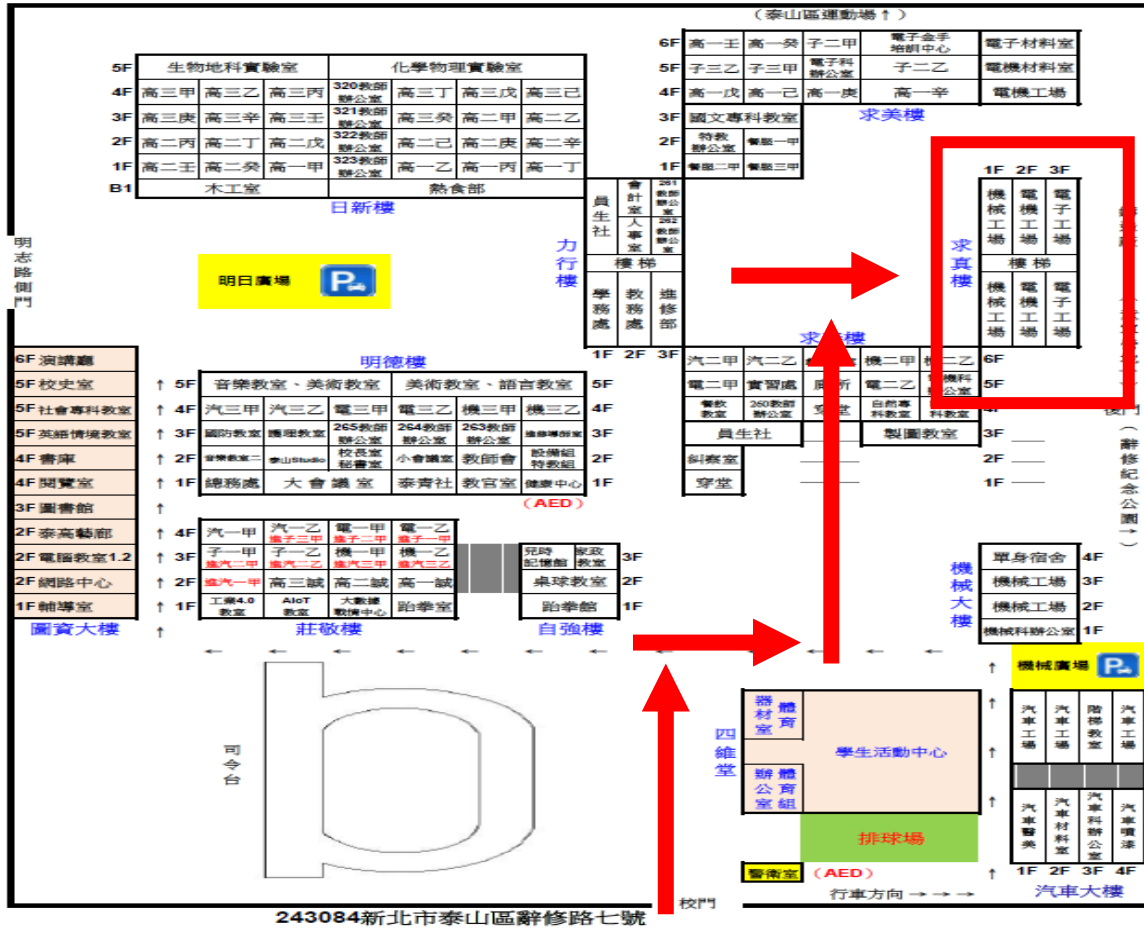 （泰山區運動場↑）
6F 高一壬 高一癸 子二甲 電子金手培訓中心 電子材料室
5F 子三乙 子三甲 電子科辦公室 子二乙 電機材料室
4F 高一戊 高一己 高一庚 高一辛 電機工場
3F 國文專科教室
求美樓
2F 特教辦公室 餐服一甲
1F 餐服二甲 餐服三甲
5F 生物地科實驗室 化學物理實驗室
4F 高三甲 高三乙 高三丙 320教師辦公室 高三丁 高三戊 高三己
3F 高三庚 高三辛 高三壬 321教師辦公室 高三癸 高二甲 高二乙
2F 高二丙 高二丁 高二戊 322教師辦公室 高二己 高二庚 高二辛
1F 高二壬 高二癸 高一甲 323教師辦公室 高一乙 高一丙 高一丁
B1 木工室 熱食部
日新樓
明志路側門
明日廣場 P
力行樓
員生社 會計室 人事室 261教師辦公室 262教師辦公室
樓梯
學務處 教務處 進修部
1F 2F 3F
求真樓
1F 2F 3F
機械工場 電機工場 電子工場
樓梯
機械工場 電機工場 電子工場
後門（辭修紀念公園→）
6F 演講廳
5F 校史室
5F 社會專科教室
5F 英語情境教室
4F 書庫
4F 閱覽室
3F 圖書館
2F 泰高藝廊
2F 電腦教室1.2
2F 網路中心
1F 輔導室
圖資大樓
明德樓
5F 音樂教室、美術教室 美術教室、語言教室 5F
4F 汽三甲 汽三乙 電三甲 電三乙 機三甲 機三乙 4F
3F 國防教室 護理教室 265教師辦公室 264教師辦公室 263教師辦公室 進修導師室 3F
2F 音樂教室二 泰山Studio 校長室秘書室 小會議室 教師會 設備組特教組 2F
1F 總務處 大會議室 泰青社 教官室 健康中心 1F
（AED）
汽二甲 汽二乙 機二甲 6F
電二甲 實習處 廁所 電二乙 5F
餐飲教室 260教師辦公室 穿堂 自然專科教室 4F
員生社 製圖教室 3F
糾察室 2F
穿堂 1F
4F 汽一甲 汽一乙 進子三甲 電一甲 進子二甲 電一乙 進子一甲
3F 子一甲 進汽二甲 子一乙 進汽二乙 機一甲 進汽三甲 機一乙 進汽三乙
2F 進汽一甲 高三誠 高二誠 高一誠
1F 工業4.0教室 AIoT教室 大數據戰情中心 跆拳室
莊敬樓
兒時記憶館 家政教室 3F
桌球教室 2F
跆拳館 1F
自強樓
機械大樓
單身宿舍 4F
機械工場 3F
機械工場 2F
機械科辦公室 1F
機械廣場 P
司令台
四維堂
器材室 體育
辦公室 體育組
學生活動中心
排球場
警衛室 （AED）
行車方向→→→
校門
汽車工場 汽車工場 階梯教室 汽車工場
汽車醫美 汽車材料室 汽車科辦公室 汽車噴漆
1F 2F 3F 4F
汽車大樓
243084新北市泰山區辭修路七號